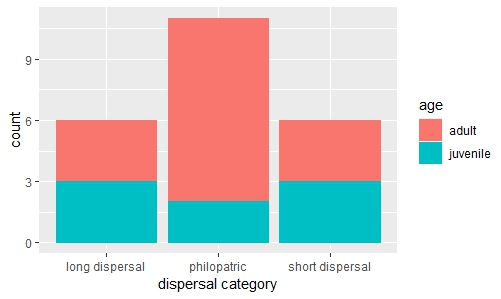 count
9
6
3
0
long dispersal
philopatric
short dispersal
dispersal category
age
adult
juvenile